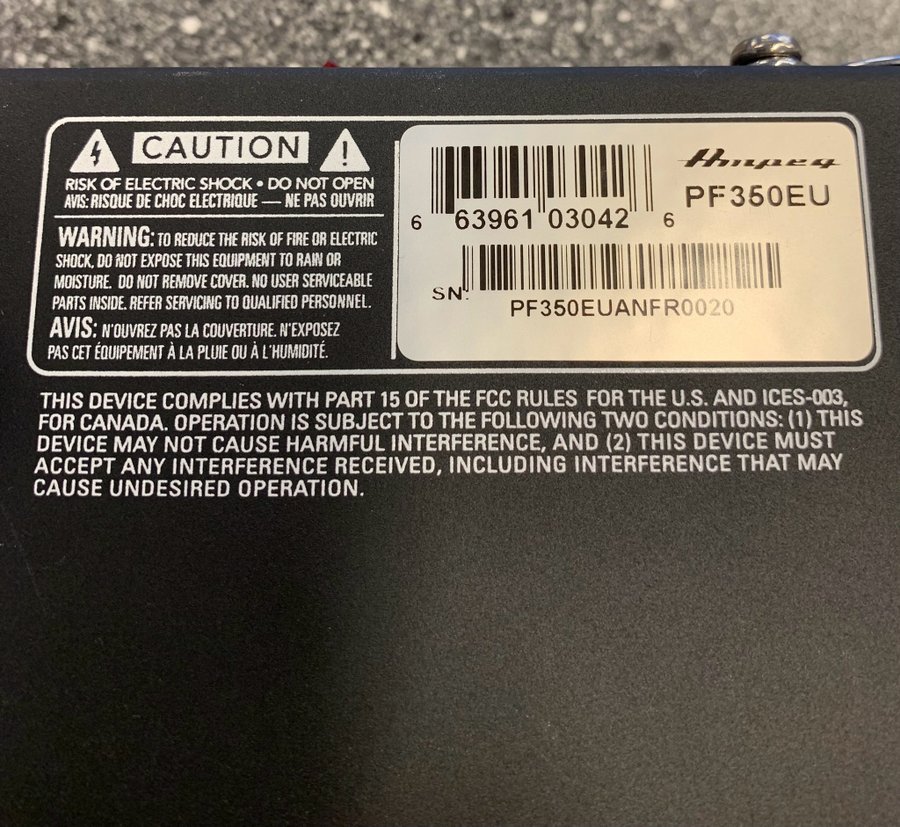 CAUTION
RISK OF ELECTRIC SHOCK • DO NOT OPEN
AVIS: RISQUE DE CHOC ELECTRIQUE — NE PAS OUVRIR
WARNING: TO REDUCE THE RISK OF FIRE OR ELECTRIC
SHOCK, DO NOT EXPOSE THIS EQUIPMENT TO RAIN OR
MOISTURE. DO NOT REMOVE COVER. NO USER SERVICEABLE
PARTS INSIDE. REFER SERVICING TO QUALIFIED PERSONNEL.
AVIS: N'OUVREZ PAS LA COUVERTURE. N'EXPOSEZ
PAS CET ÉQUIPEMENT À LA PLUIE OU À L'HUMIDITÉ.
Ampeg
PF350EU
6 63961 03042 6
SN:
PF350EUANFR0020
THIS DEVICE COMPLIES WITH PART 15 OF THE FCC RULES FOR THE U.S. AND ICES-003,
FOR CANADA. OPERATION IS SUBJECT TO THE FOLLOWING TWO CONDITIONS: (1) THIS
DEVICE MAY NOT CAUSE HARMFUL INTERFERENCE, AND (2) THIS DEVICE MUST
ACCEPT ANY INTERFERENCE RECEIVED, INCLUDING INTERFERENCE THAT MAY
CAUSE UNDESIRED OPERATION.